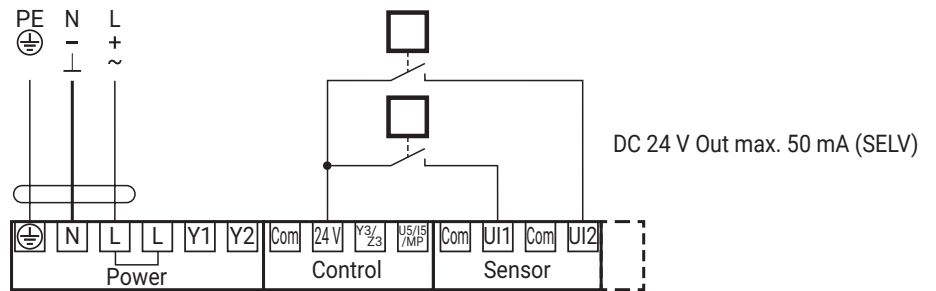 PE N L
- +
~
DC 24 V Out max. 50 mA (SELV)
N L L Y1 Y2 Com 24 V Y3/Z3 U5/I5/MP Com UI1 Com UI2
Power Control Sensor